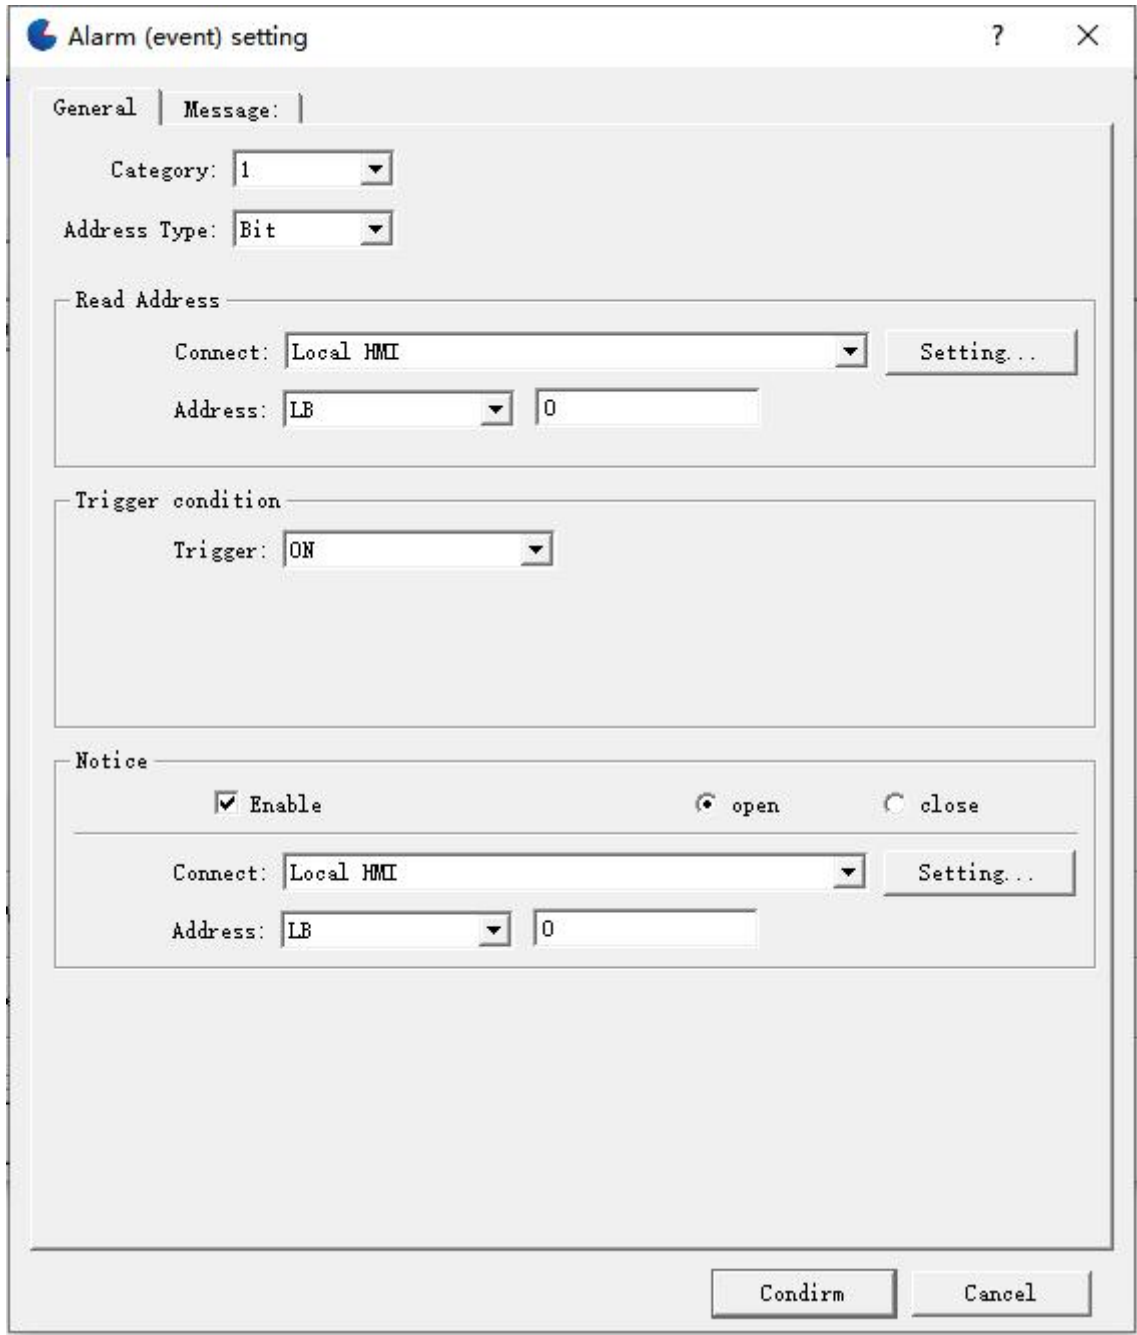 Alarm (event) setting ?
General Message:
Category: 1
Address Type: Bit
Read Address
Connect: Local HMI Setting...
Address: LB 0
Trigger condition
Trigger: ON
Notice
Enable open close
Connect: Local HMI Setting...
Address: LB 0
Condirm Cancel